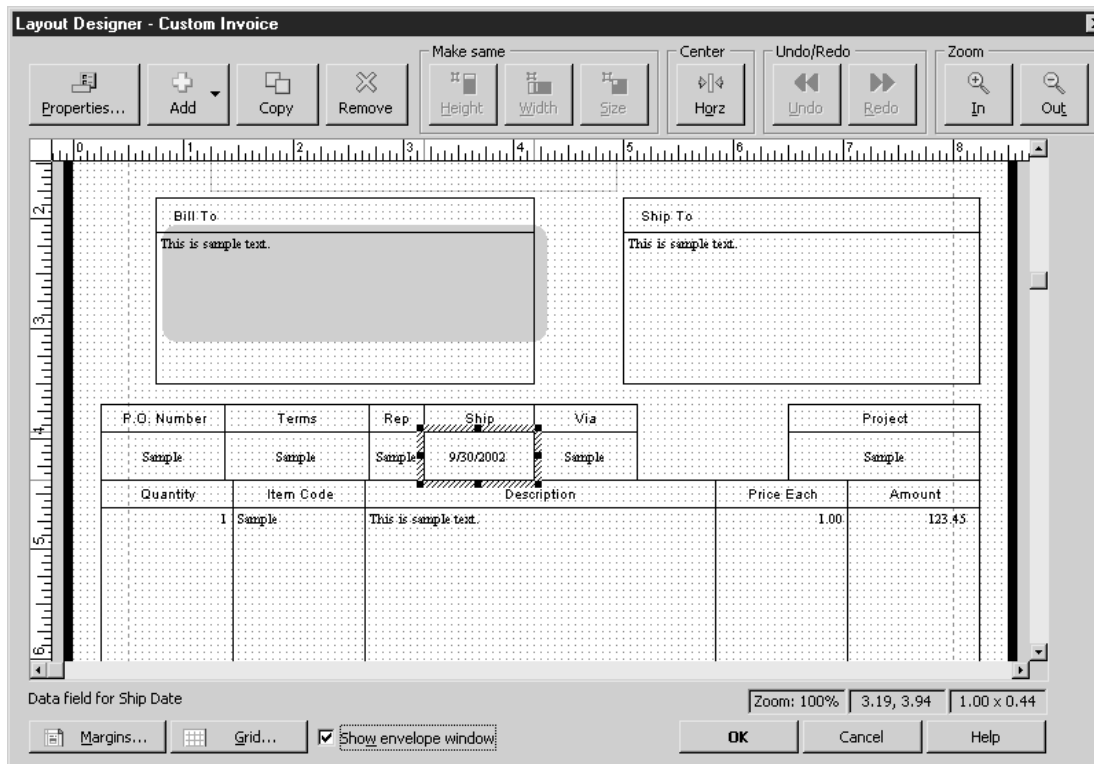 Layout Designer - Custom Invoice
Make same Center Undo/Redo Zoom
Properties... Add Copy Remove Height Width Size Horz Undo Redo In Out
0 1 2 3 4 5 6 7 8
2
Bill To Ship To
This is sample text. This is sample text.
3
P.O. Number Terms Rep Ship Via Project
4
Sample Sample Sample 9/30/2002 Sample Sample
Quantity Item Code Description Price Each Amount
1 Sample This is sample text. 1.00 123.45
5
6
Data field for Ship Date Zoom: 100% 3.19, 3.94 1.00 x 0.44
Margins... Grid... Show envelope window OK Cancel Help